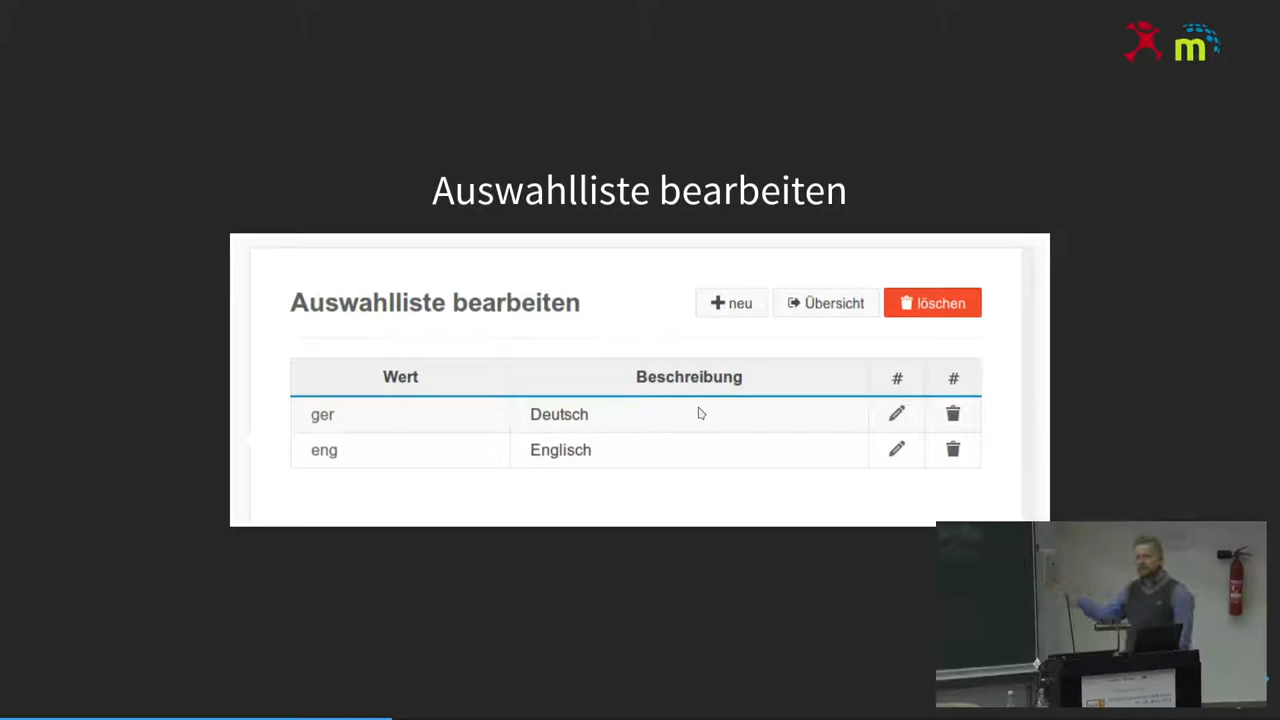 m
Auswahlliste bearbeiten
Auswahlliste bearbeiten
neu
Übersicht
löschen
Wert Beschreibung # #
ger Deutsch
eng Englisch